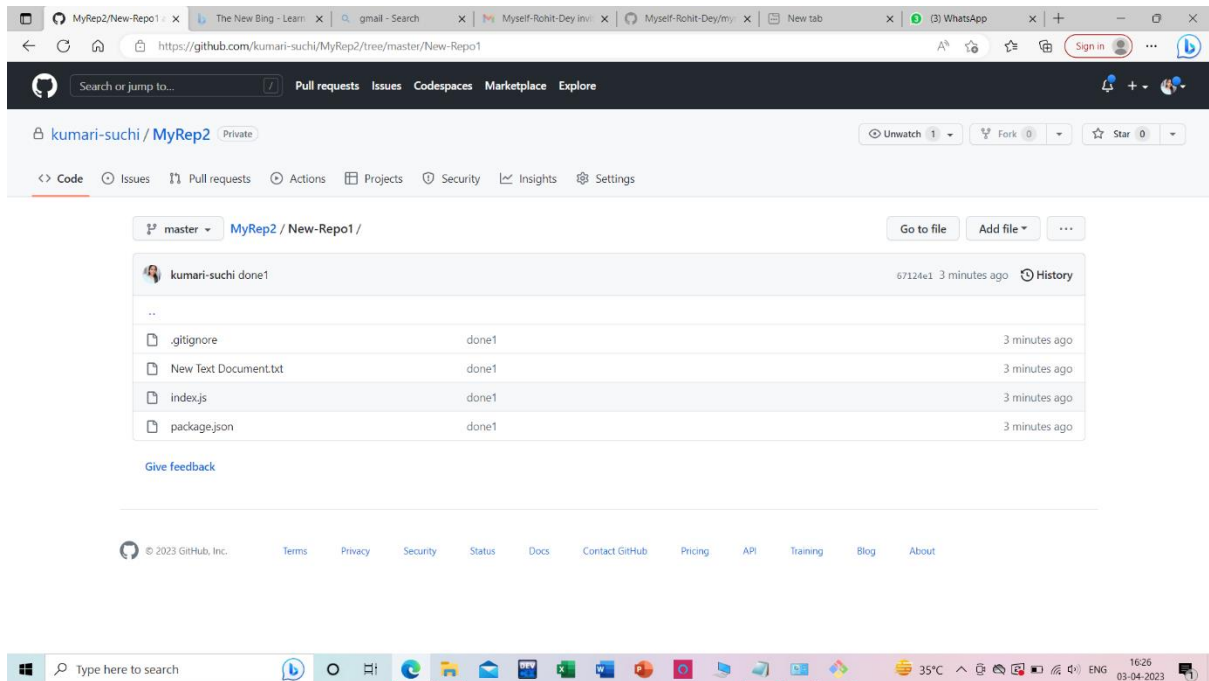 MyRep2/New-Repo1 a
The New Bing - Learn
gmail - Search
Myself-Rohit-Dey invit
Myself-Rohit-Dey/my
New tab
(3) WhatsApp
https://github.com/kumari-suchi/MyRep2/tree/master/New-Repo1
Sign in
Search or jump to... / Pull requests Issues Codespaces Marketplace Explore
kumari-suchi / MyRep2 Private
Unwatch 1 Fork 0 Star 0
Code Issues Pull requests Actions Projects Security Insights Settings
master MyRep2 / New-Repo1 / Go to file Add file ...
kumari-suchi done1 67124e1 3 minutes ago History
..
.gitignore done1 3 minutes ago
New Text Document.txt done1 3 minutes ago
index.js done1 3 minutes ago
package.json done1 3 minutes ago
Give feedback
© 2023 GitHub, Inc. Terms Privacy Security Status Docs Contact GitHub Pricing API Training Blog About
Type here to search 35°C ENG 16:26
03-04-2023